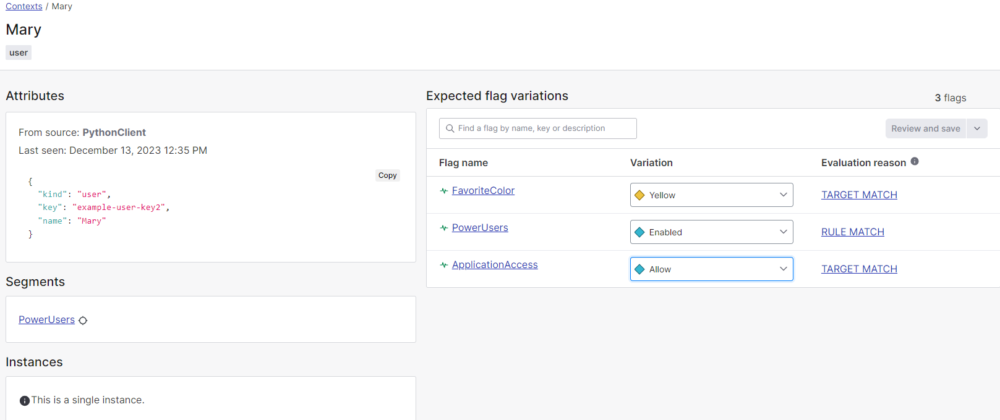 Contexts / Mary
Mary
user
Attributes
From source: PythonClient
Last seen: December 13, 2023 12:35 PM
Copy
{
"kind": "user",
"key": "example-user-key2",
"name": "Mary"
}
Segments
PowerUsers
Instances
This is a single instance.
Expected flag variations
3 flags
Find a flag by name, key or description
Review and save
Flag name Variation Evaluation reason
FavoriteColor Yellow TARGET MATCH
PowerUsers Enabled RULE MATCH
ApplicationAccess Allow TARGET MATCH